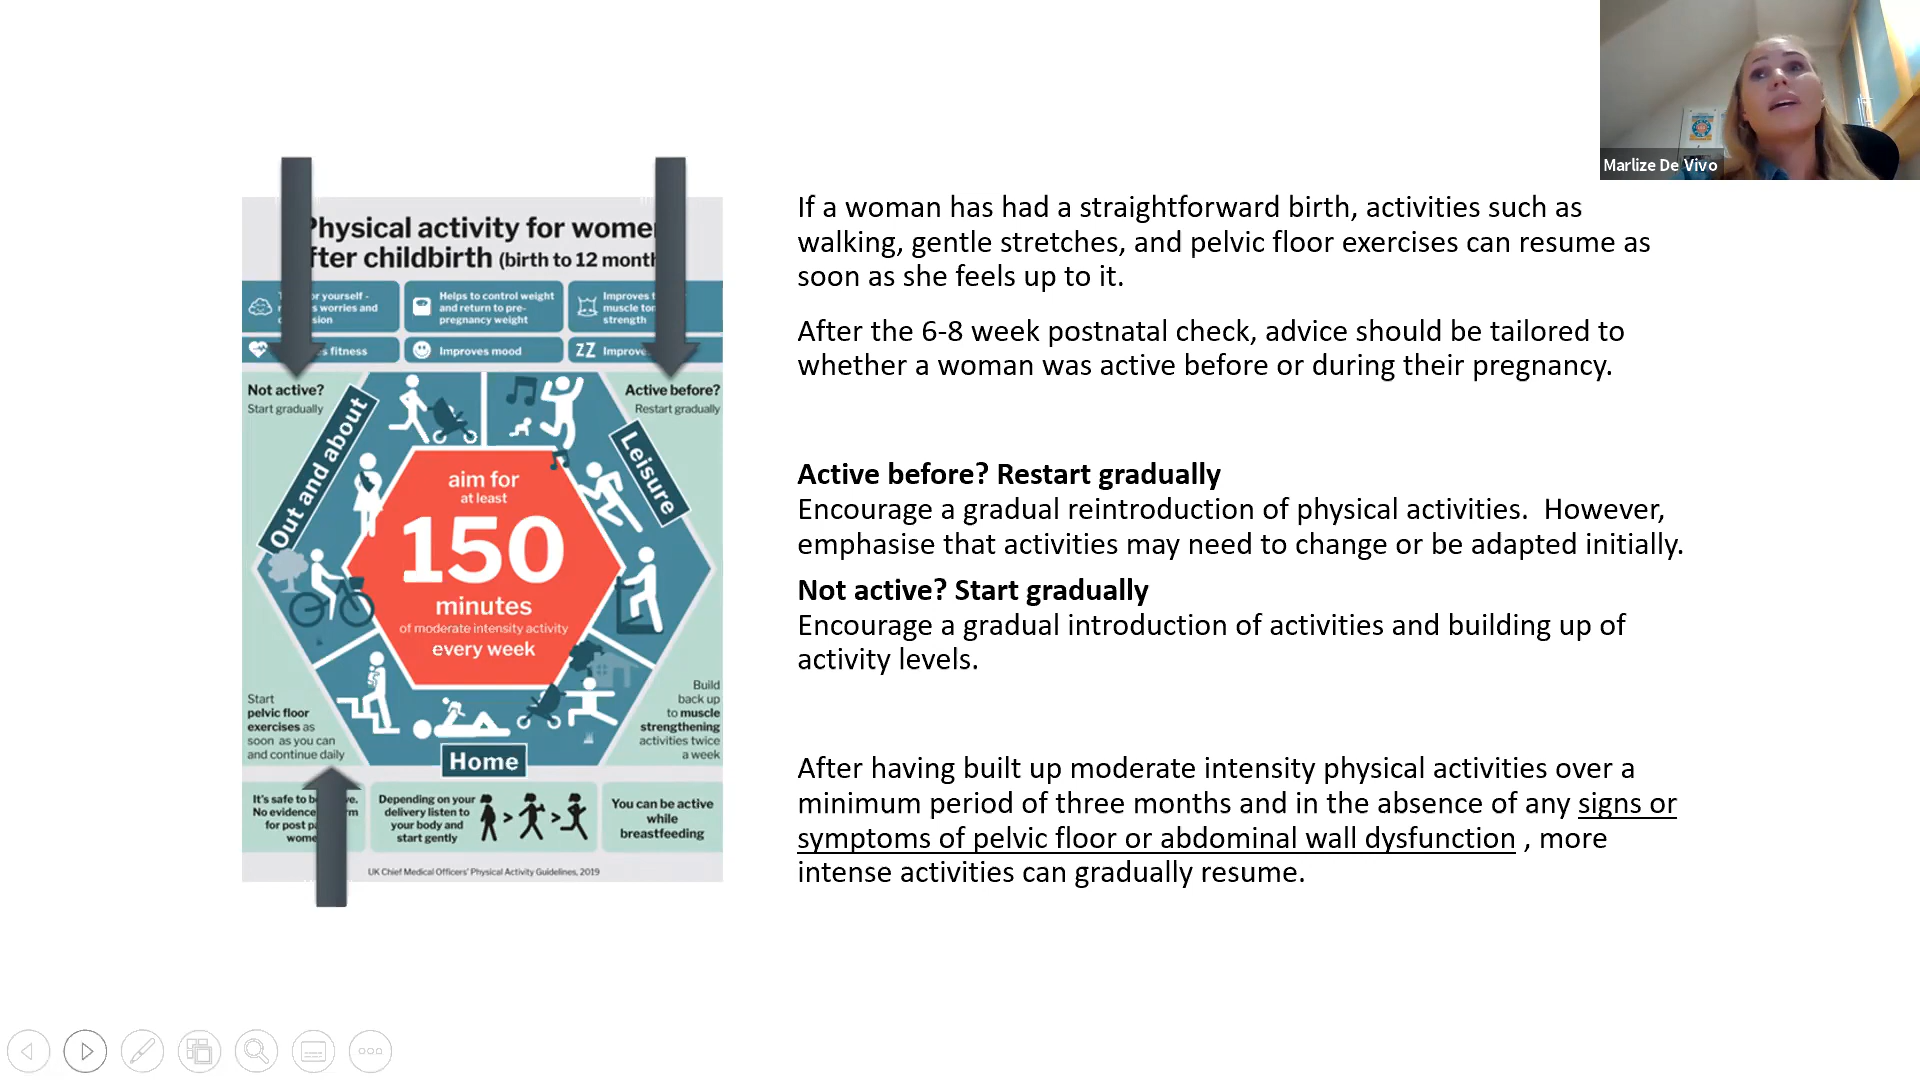 Marlize De Vivo
Physical activity for women
after childbirth (birth to 12 month
or yourself -
worries and
Helps to control weight
and return to pre-
pregnancy weight
Improves
muscle
strength
fitness
Improves mood
ZZ
Not active?
Start gradually
Active before?
Restart gradually
Out and about
Leisure
aim for
at least
150
minutes
of moderate intensity activity
every week
Start
pelvic floor
exercises as
soon as you can
and continue daily
Build
back up
to muscle
strengthening
activities twice
a week
Home
It's safe to
No evidence
for post
Depending on your
delivery listen to
your body and
start gently
You can be active
while
breastfeeding
UK Chief Medical Officers' Physical Activity Guidelines, 2019
If a woman has had a straightforward birth, activities such as
walking, gentle stretches, and pelvic floor exercises can resume as
soon as she feels up to it.
After the 6-8 week postnatal check, advice should be tailored to
whether a woman was active before or during their pregnancy.
Active before? Restart gradually
Encourage a gradual reintroduction of physical activities. However,
emphasise that activities may need to change or be adapted initially.
Not active? Start gradually
Encourage a gradual introduction of activities and building up of
activity levels.
After having built up moderate intensity physical activities over a
minimum period of three months and in the absence of any signs or
symptoms of pelvic floor or abdominal wall dysfunction , more
intense activities can gradually resume.